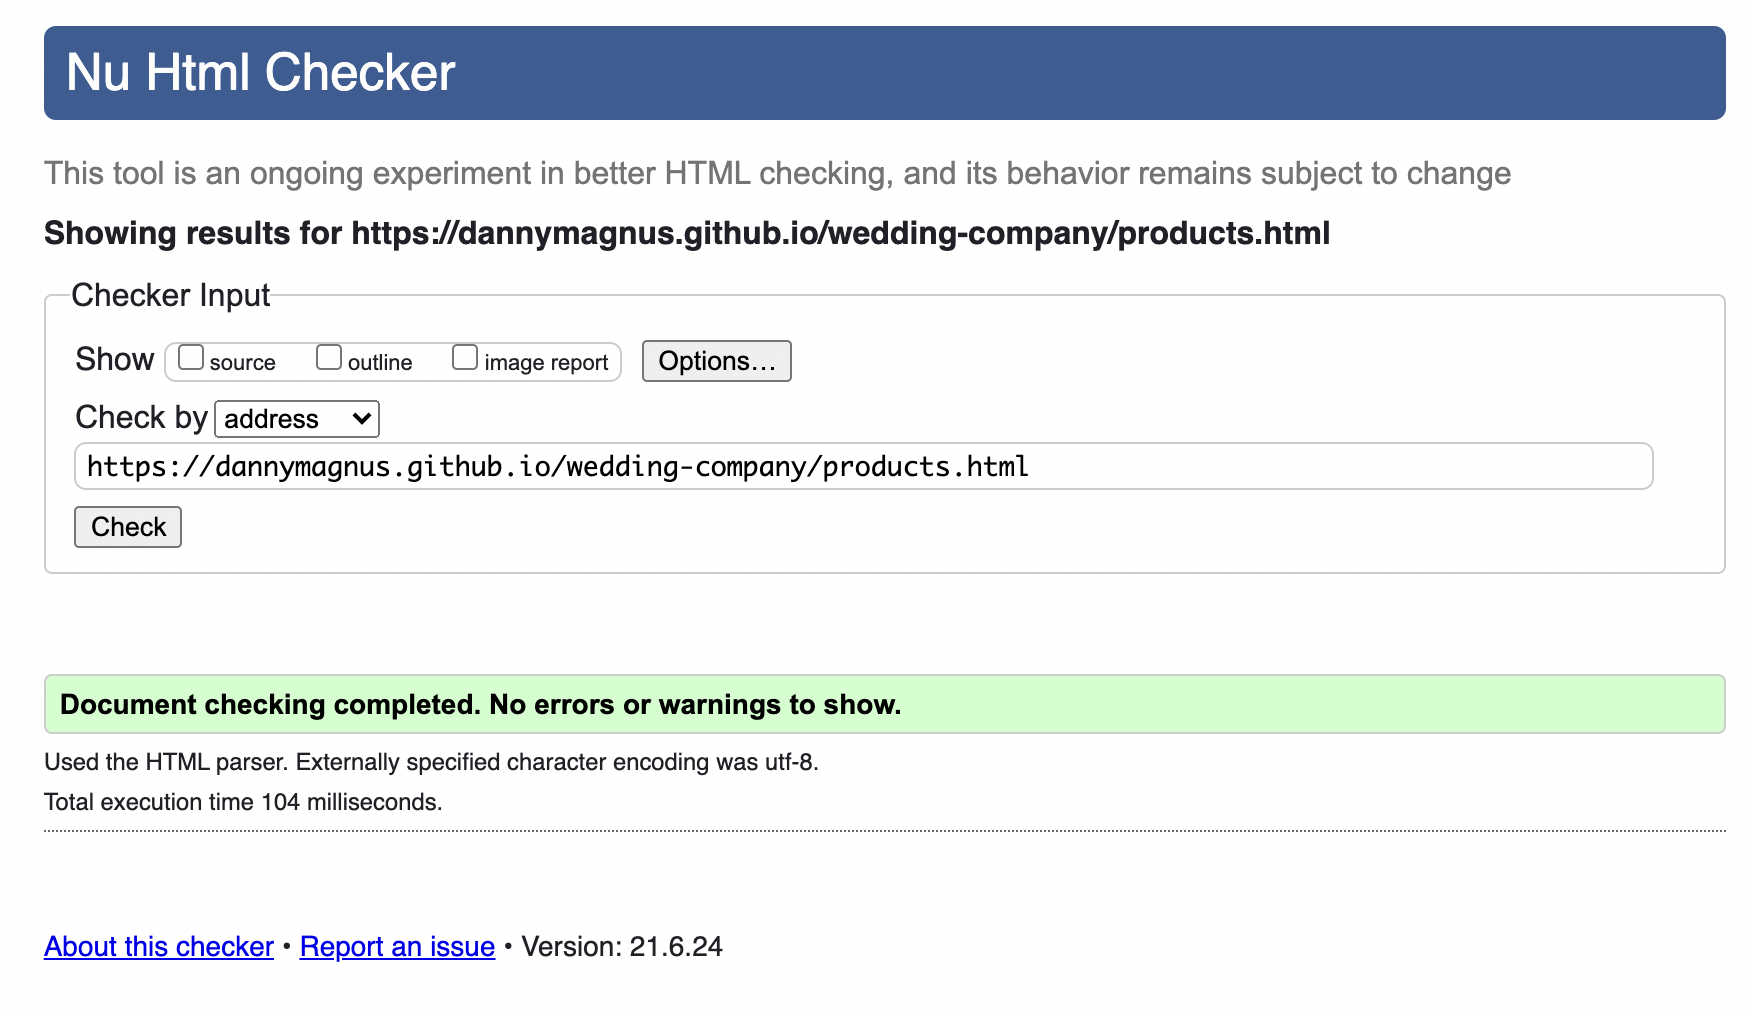 Nu Html Checker
This tool is an ongoing experiment in better HTML checking, and its behavior remains subject to change
Showing results for https://dannymagnus.github.io/wedding-company/products.html
Checker Input
Show source outline image report Options...
Check by address
https://dannymagnus.github.io/wedding-company/products.html
Check
Document checking completed. No errors or warnings to show.
Used the HTML parser. Externally specified character encoding was utf-8.
Total execution time 104 milliseconds.
About this checker • Report an issue • Version: 21.6.24